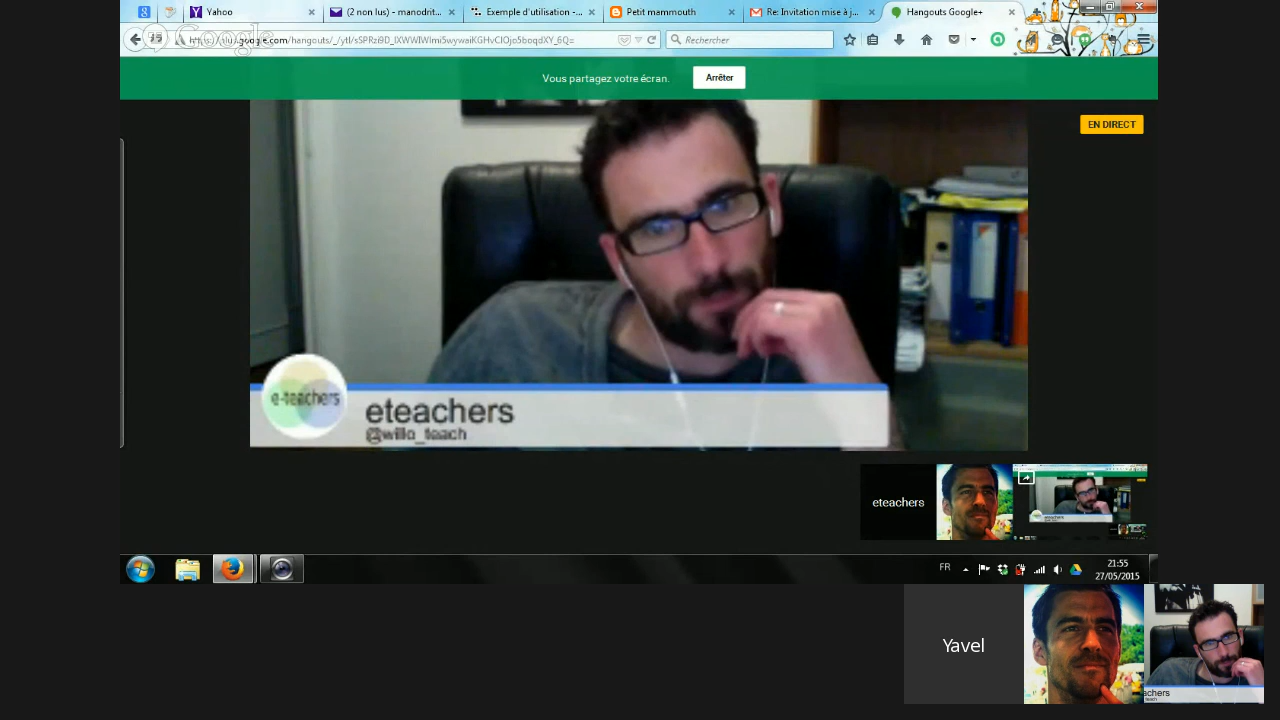 Yahoo
(2 non lus) - manodrit...
Exemple d'utilisation -...
Petit mammouth
Re: Invitation mise à j...
Hangouts Google+
Google
Rechercher
Vous partagez votre écran.
Arrêter
EN DIRECT
e-teachers
eteachers
@willo_teach
eteachers
FR
21:55
27/05/2015
Yavel